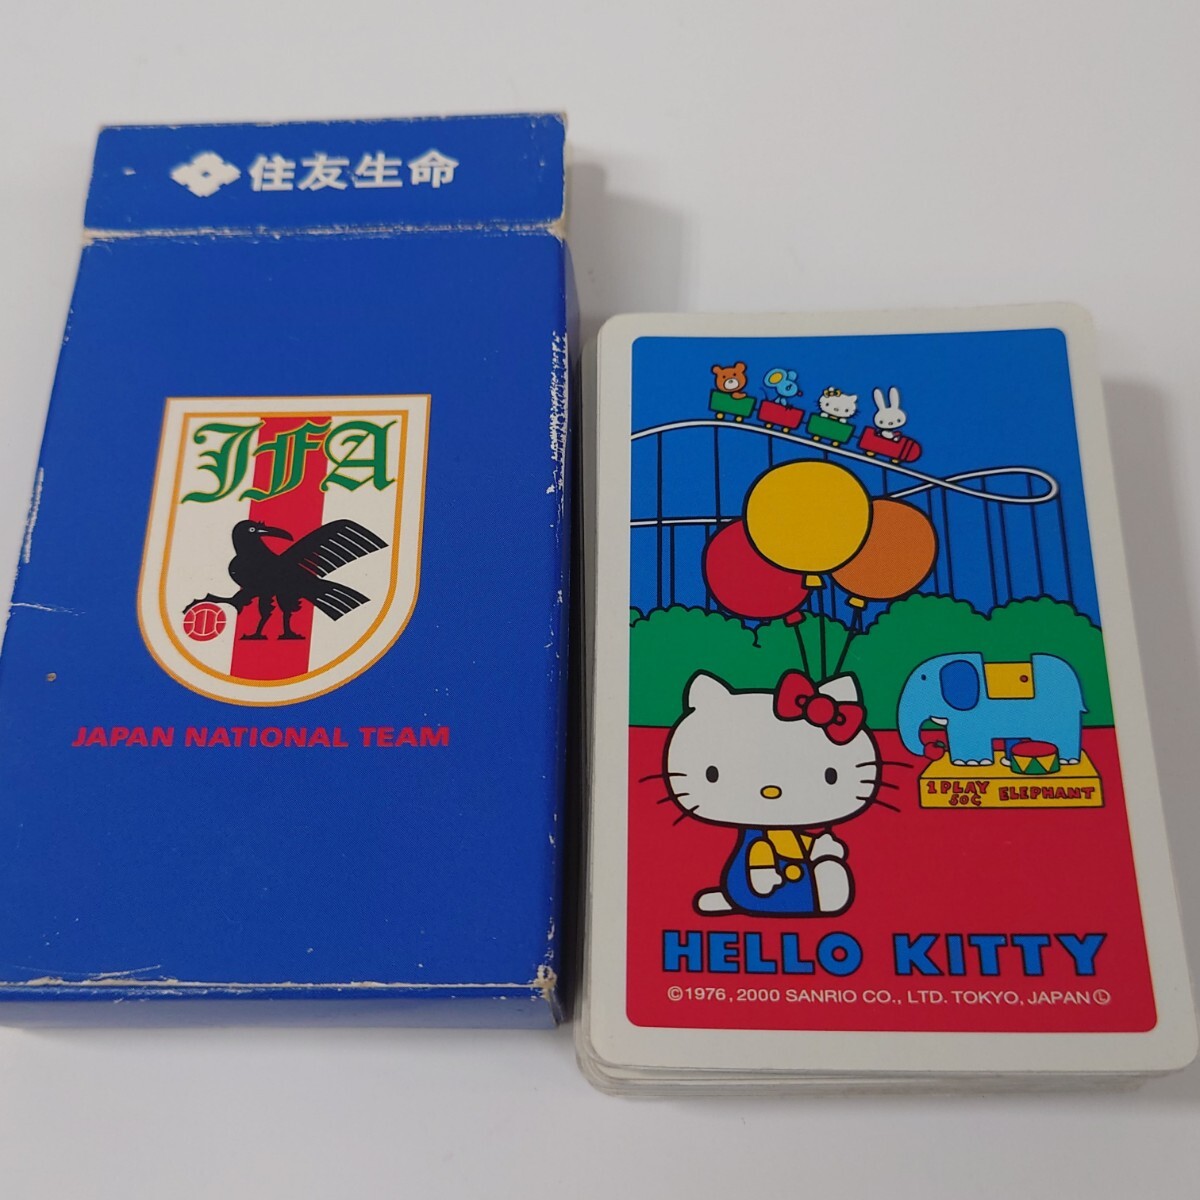 住友生命
JFA
JAPAN NATIONAL TEAM
1 PLAY
50¢
ELEPHANT
HELLO KITTY
©1976, 2000 SANRIO CO., LTD. TOKYO, JAPAN Ⓛ